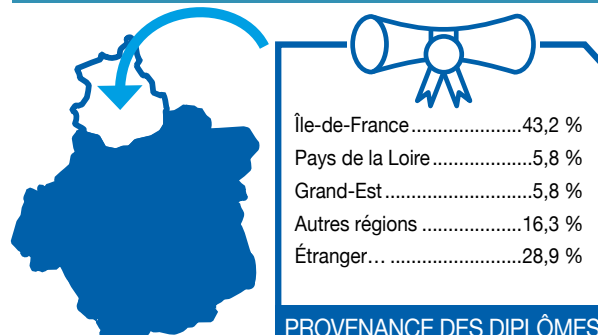 Île-de-France......................43,2 %
Pays de la Loire....................5,8 %
Grand-Est.............................5,8 %
Autres régions ....................16,3 %
Étranger… ..........................28,9 %
PROVENANCE DES DIPLÔMES